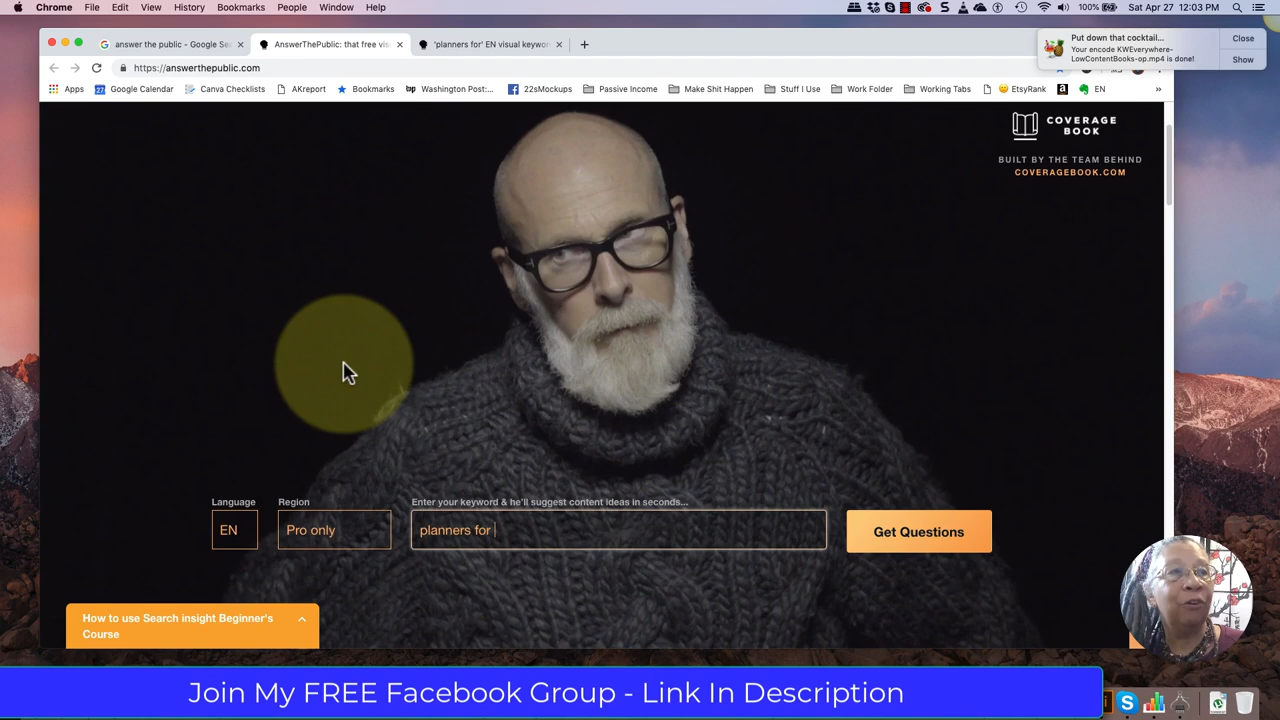 Chrome File Edit View History Bookmarks People Window Help
100% Sat Apr 27 12:03 PM
answer the public - Google Se
AnswerThePublic: that free vis
'planners for' EN visual keywor
Put down that cocktail...
Your encode KWEverywhere-
LowContentBooks-op.mp4 is done!
Close
Show
https://answerthepublic.com
Apps
27 Google Calendar
Canva Checklists
AKreport
Bookmarks
wp Washington Post:...
22sMockups
Passive Income
Make Shit Happen
Stuff I Use
Work Folder
Working Tabs
EtsyRank
a
EN
»
COVERAGE
BOOK
BUILT BY THE TEAM BEHIND
COVERAGEBOOK.COM
Language
Region
Enter your keyword & he'll suggest content ideas in seconds...
EN
Pro only
planners for
Get Questions
How to use Search insight Beginner's
Course
Join My FREE Facebook Group - Link In Description